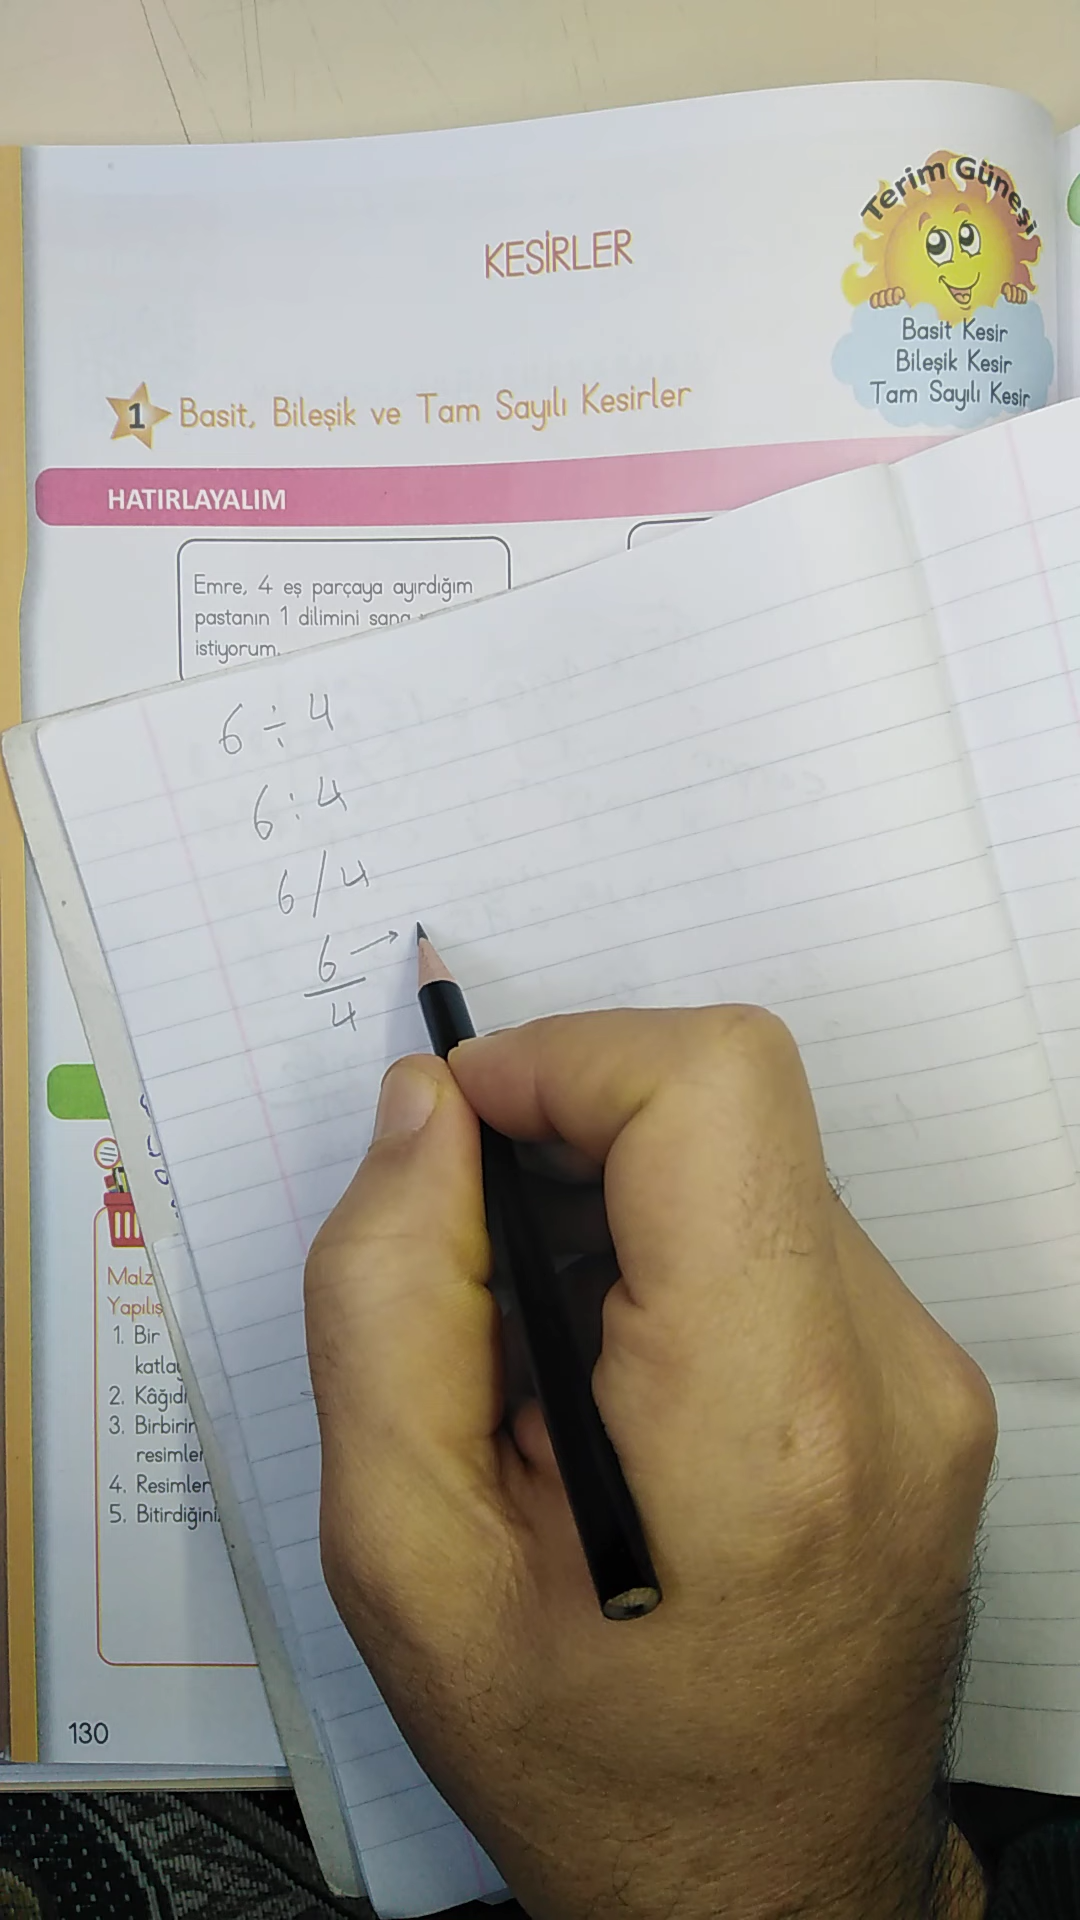 Terim Güneşi
KESİRLER
Basit Kesir
Bileşik Kesir
Tam Sayılı Kesir
1 Basit, Bileşik ve Tam Sayılı Kesirler
HATIRLAYALIM
Emre, 4 eş parçaya ayırdığım
pastanın 1 dilimini sana
istiyorum.
6 ÷ 4
6 : 4
6 / 4
6 →
4
Malz
Yapılış
1. Bir
katla
2. Kâğıd
3. Birbirin
resimler
4. Resimler
5. Bitirdiğini
130